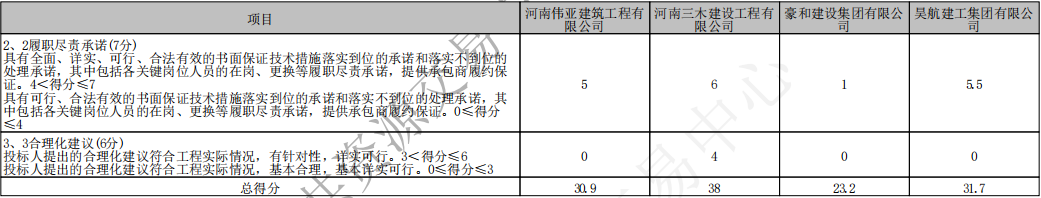 项目 河南伟亚建筑工程有限公司 河南三木建设工程有限公司 豪和建设集团有限公司 昊航建工集团有限公司
2、2履职尽责承诺(7分)
具有全面、详实、可行、合法有效的书面保证技术措施落实到位的承诺和落实不到位的
处理承诺，其中包括各关键岗位人员的在岗、更换等履职尽责承诺，提供承包商履约保
证。4<得分≤7
具有可行、合法有效的书面保证技术措施落实到位的承诺和落实不到位的处理承诺，其
中包括各关键岗位人员的在岗、更换等履职尽责承诺，提供承包商履约保证。0≤得分
≤4
5 6 1 5.5
3、3合理化建议(6分)
投标人提出的合理化建议符合工程实际情况，有针对性，详实可行。3<得分≤6
投标人提出的合理化建议符合工程实际情况，基本合理，基本详实可行。0≤得分≤3
0 4 0 0
总得分 30.9 38 23.2 31.7
共资源交易
易中心